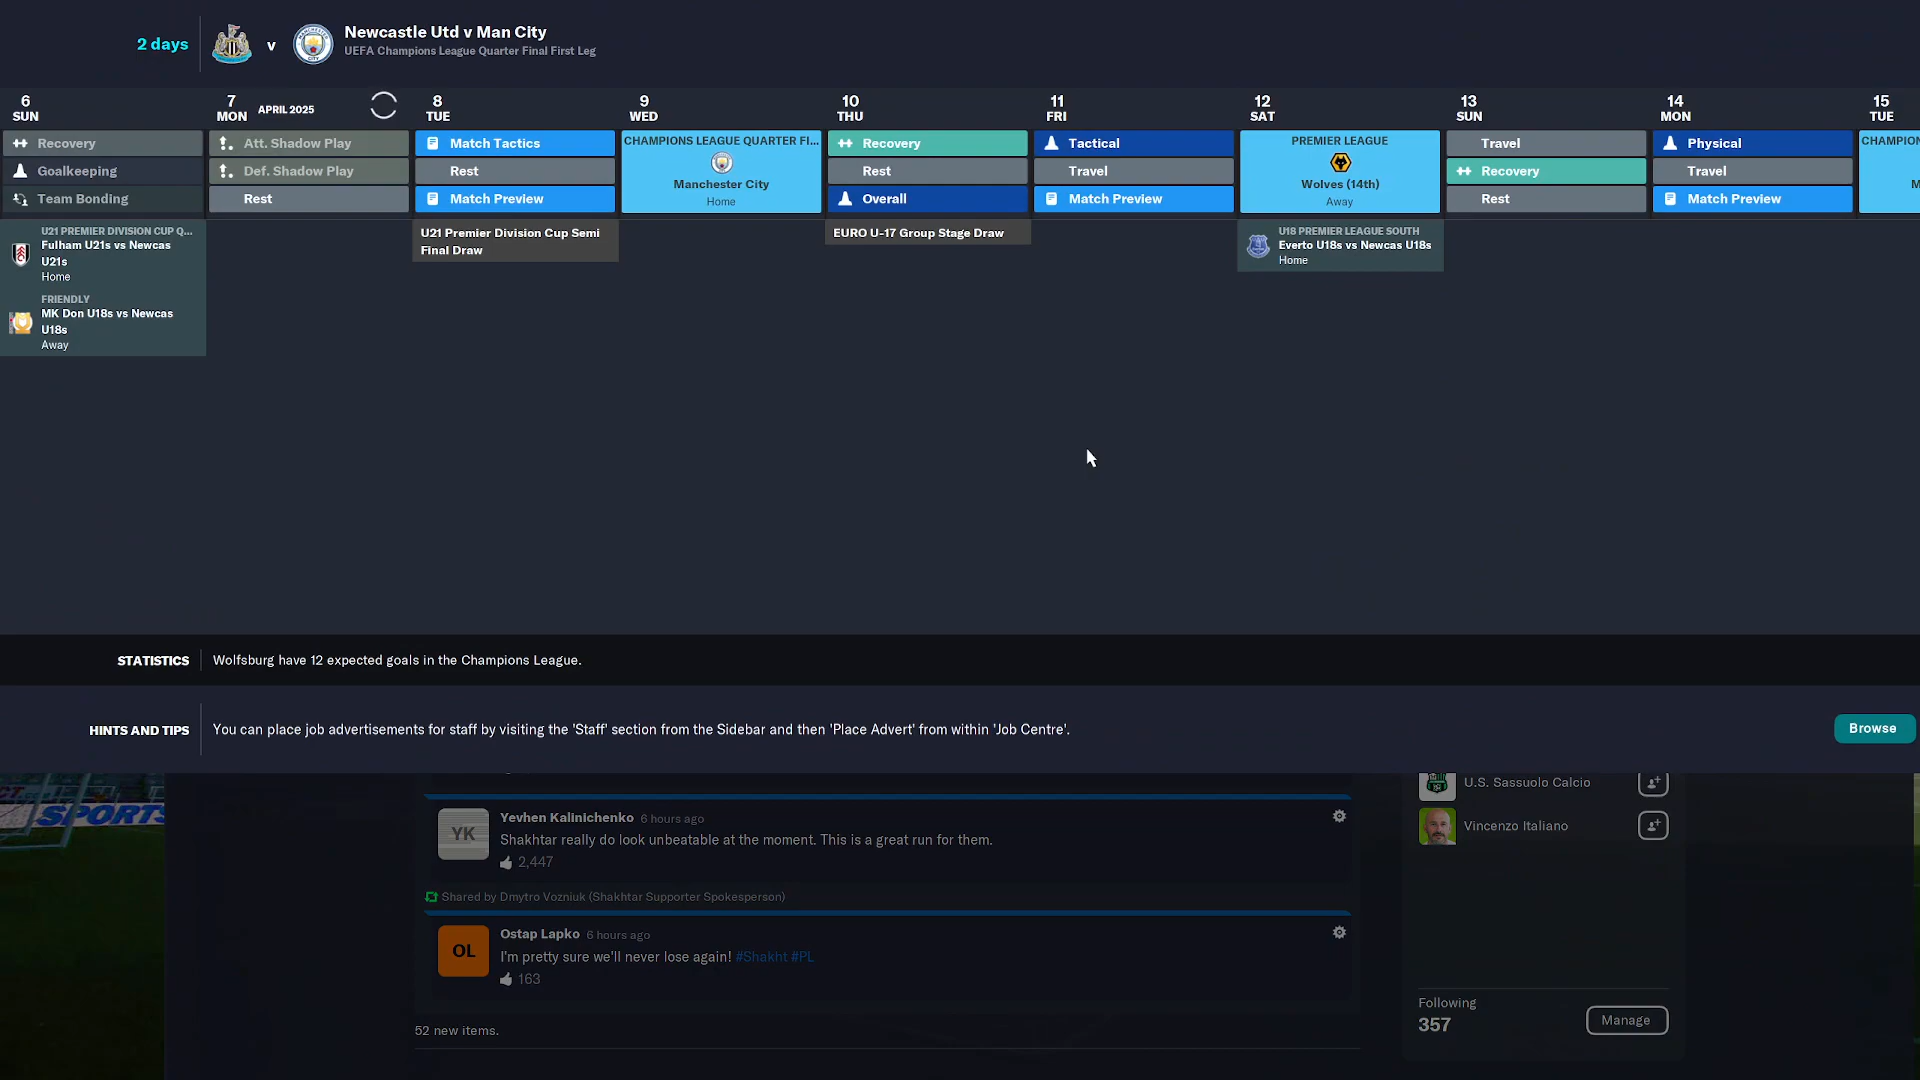 2 days
v
Newcastle Utd v Man City
UEFA Champions League Quarter Final First Leg
6
SUN
7
MON
APRIL 2025
8
TUE
9
WED
10
THU
11
FRI
12
SAT
13
SUN
14
MON
15
TUE
Recovery
Goalkeeping
Team Bonding
Att. Shadow Play
Def. Shadow Play
Rest
Match Tactics
Rest
Match Preview
CHAMPIONS LEAGUE QUARTER FI...
Manchester City
Home
Recovery
Rest
Overall
Tactical
Travel
Match Preview
PREMIER LEAGUE
Wolves (14th)
Away
Travel
Recovery
Rest
Physical
Travel
Match Preview
CHAMPION
M
U21 PREMIER DIVISION CUP Q...
Fulham U21s vs Newcas
U21s
Home
FRIENDLY
MK Don U18s vs Newcas
U18s
Away
U21 Premier Division Cup Semi
Final Draw
EURO U-17 Group Stage Draw
U18 PREMIER LEAGUE SOUTH
Everto U18s vs Newcas U18s
Home
STATISTICS
Wolfsburg have 12 expected goals in the Champions League.
HINTS AND TIPS
You can place job advertisements for staff by visiting the 'Staff' section from the Sidebar and then 'Place Advert' from within 'Job Centre'.
Browse
SPORTS
U.S. Sassuolo Calcio
Vincenzo Italiano
YK
Yevhen Kalinichenko 6 hours ago
Shakhtar really do look unbeatable at the moment. This is a great run for them.
2,447
Shared by Dmytro Vozniuk (Shakhtar Supporter Spokesperson)
OL
Ostap Lapko 6 hours ago
I'm pretty sure we'll never lose again! #Shakht #PL
163
52 new items.
Following
357
Manage